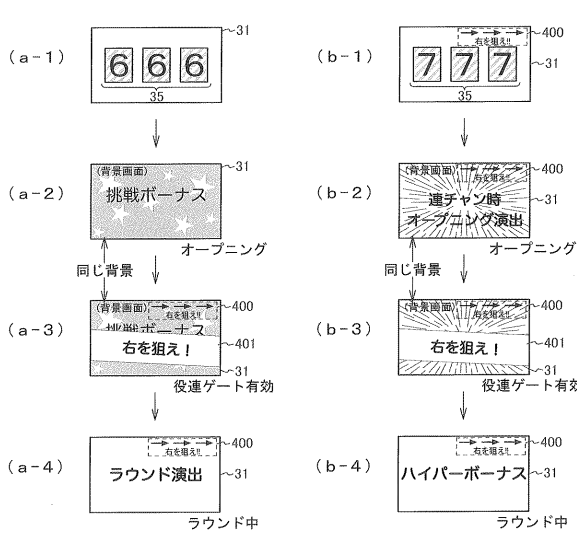 (a-1)
31
6 6 6
35
(b-1)
右を狙え!!
400
31
7 7 7
35
(a-2)
(背景画面)
31
挑戦ボーナス
オープニング
(b-2)
(背景画面)
右を狙え!!
400
連チャン時
オープニング演出
31
オープニング
同じ背景
同じ背景
(a-3)
(背景画面)
右を狙え!!
400
挑戦ボーナス
右を狙え!
401
31
役連ゲート有効
(b-3)
(背景画面)
右を狙え!!
400
右を狙え!
401
31
役連ゲート有効
(a-4)
右を狙え!!
400
ラウンド演出
31
ラウンド中
(b-4)
右を狙え!!
400
ハイパーボーナス
31
ラウンド中